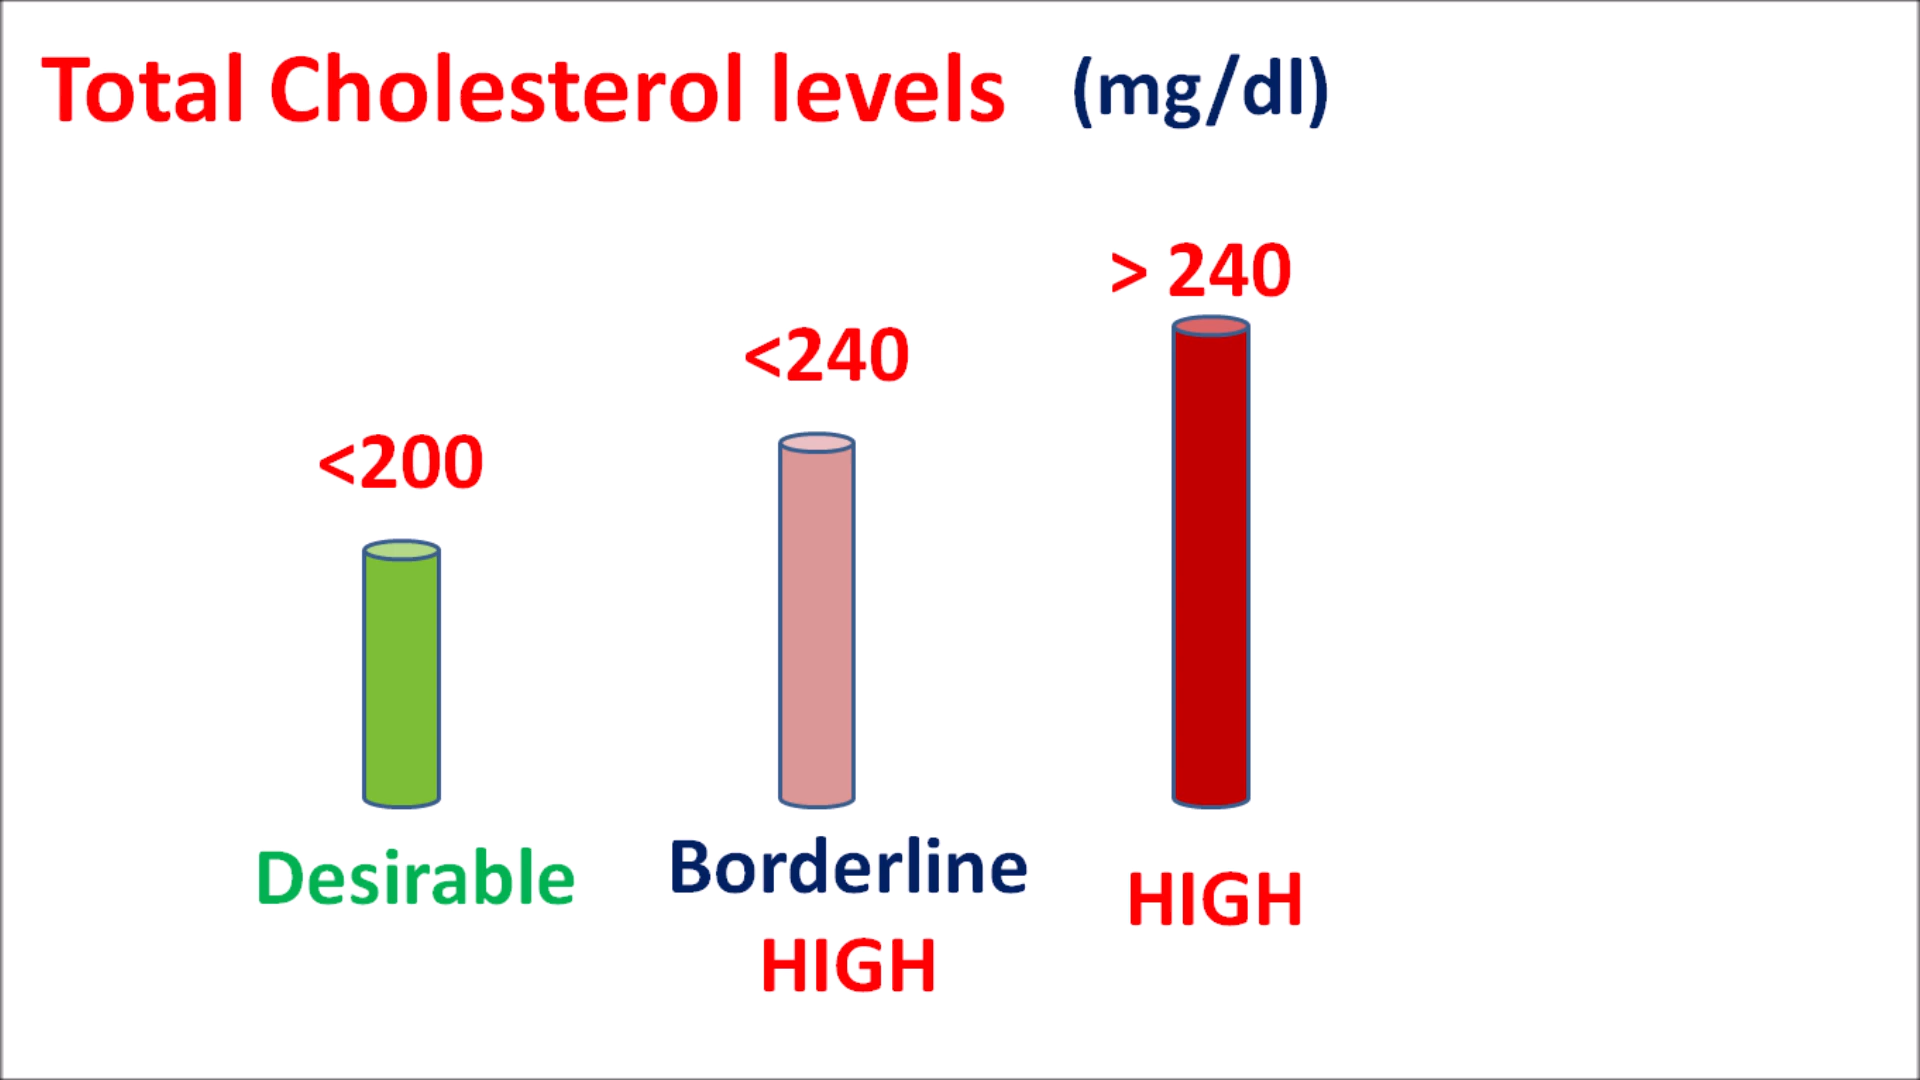 Total Cholesterol levels (mg/dl)
<200
<240
> 240
Desirable
Borderline
HIGH
HIGH